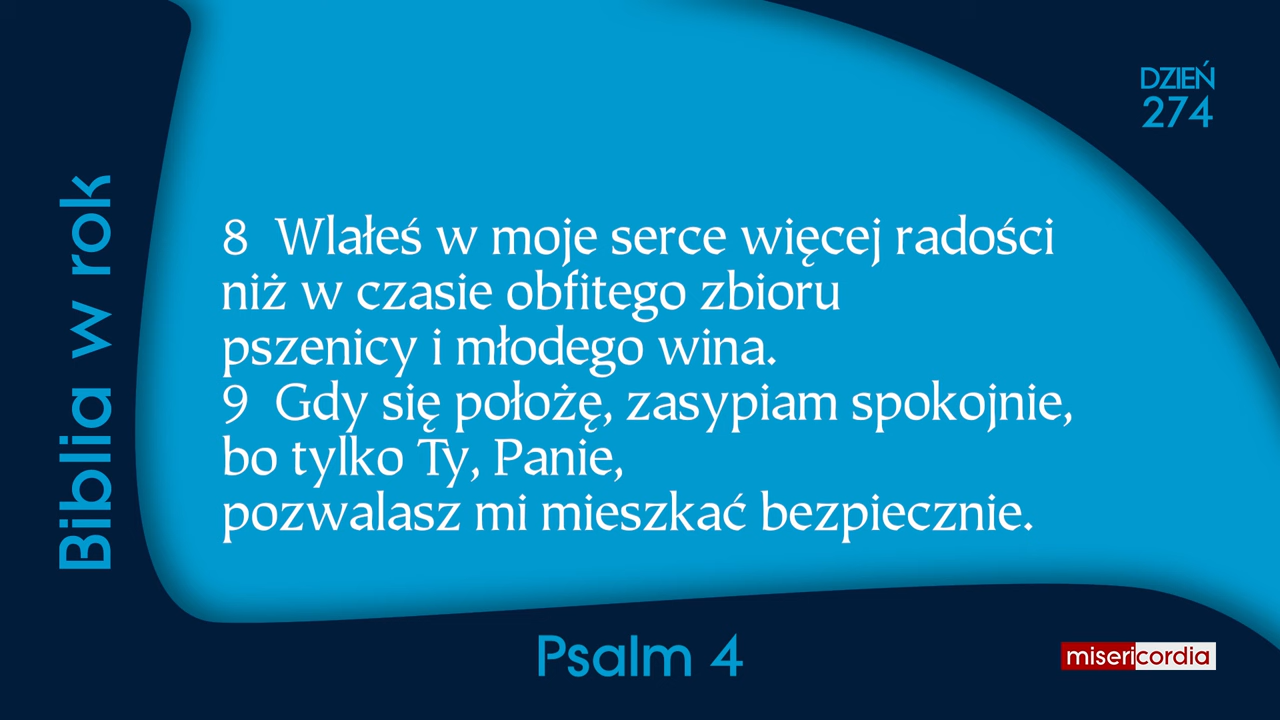 Biblia w rok
DZIEŃ
274
8 Wlałeś w moje serce więcej radości
niż w czasie obfitego zbioru
pszenicy i młodego wina.
9 Gdy się położę, zasypiam spokojnie,
bo tylko Ty, Panie,
pozwalasz mi mieszkać bezpiecznie.
Psalm 4
misericordia